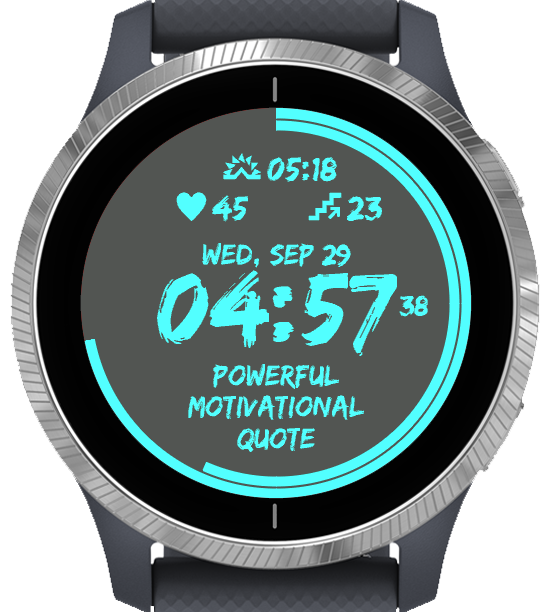 05:18
45 23
WED, SEP 29
04:57 38
POWERFUL
MOTIVATIONAL
QUOTE